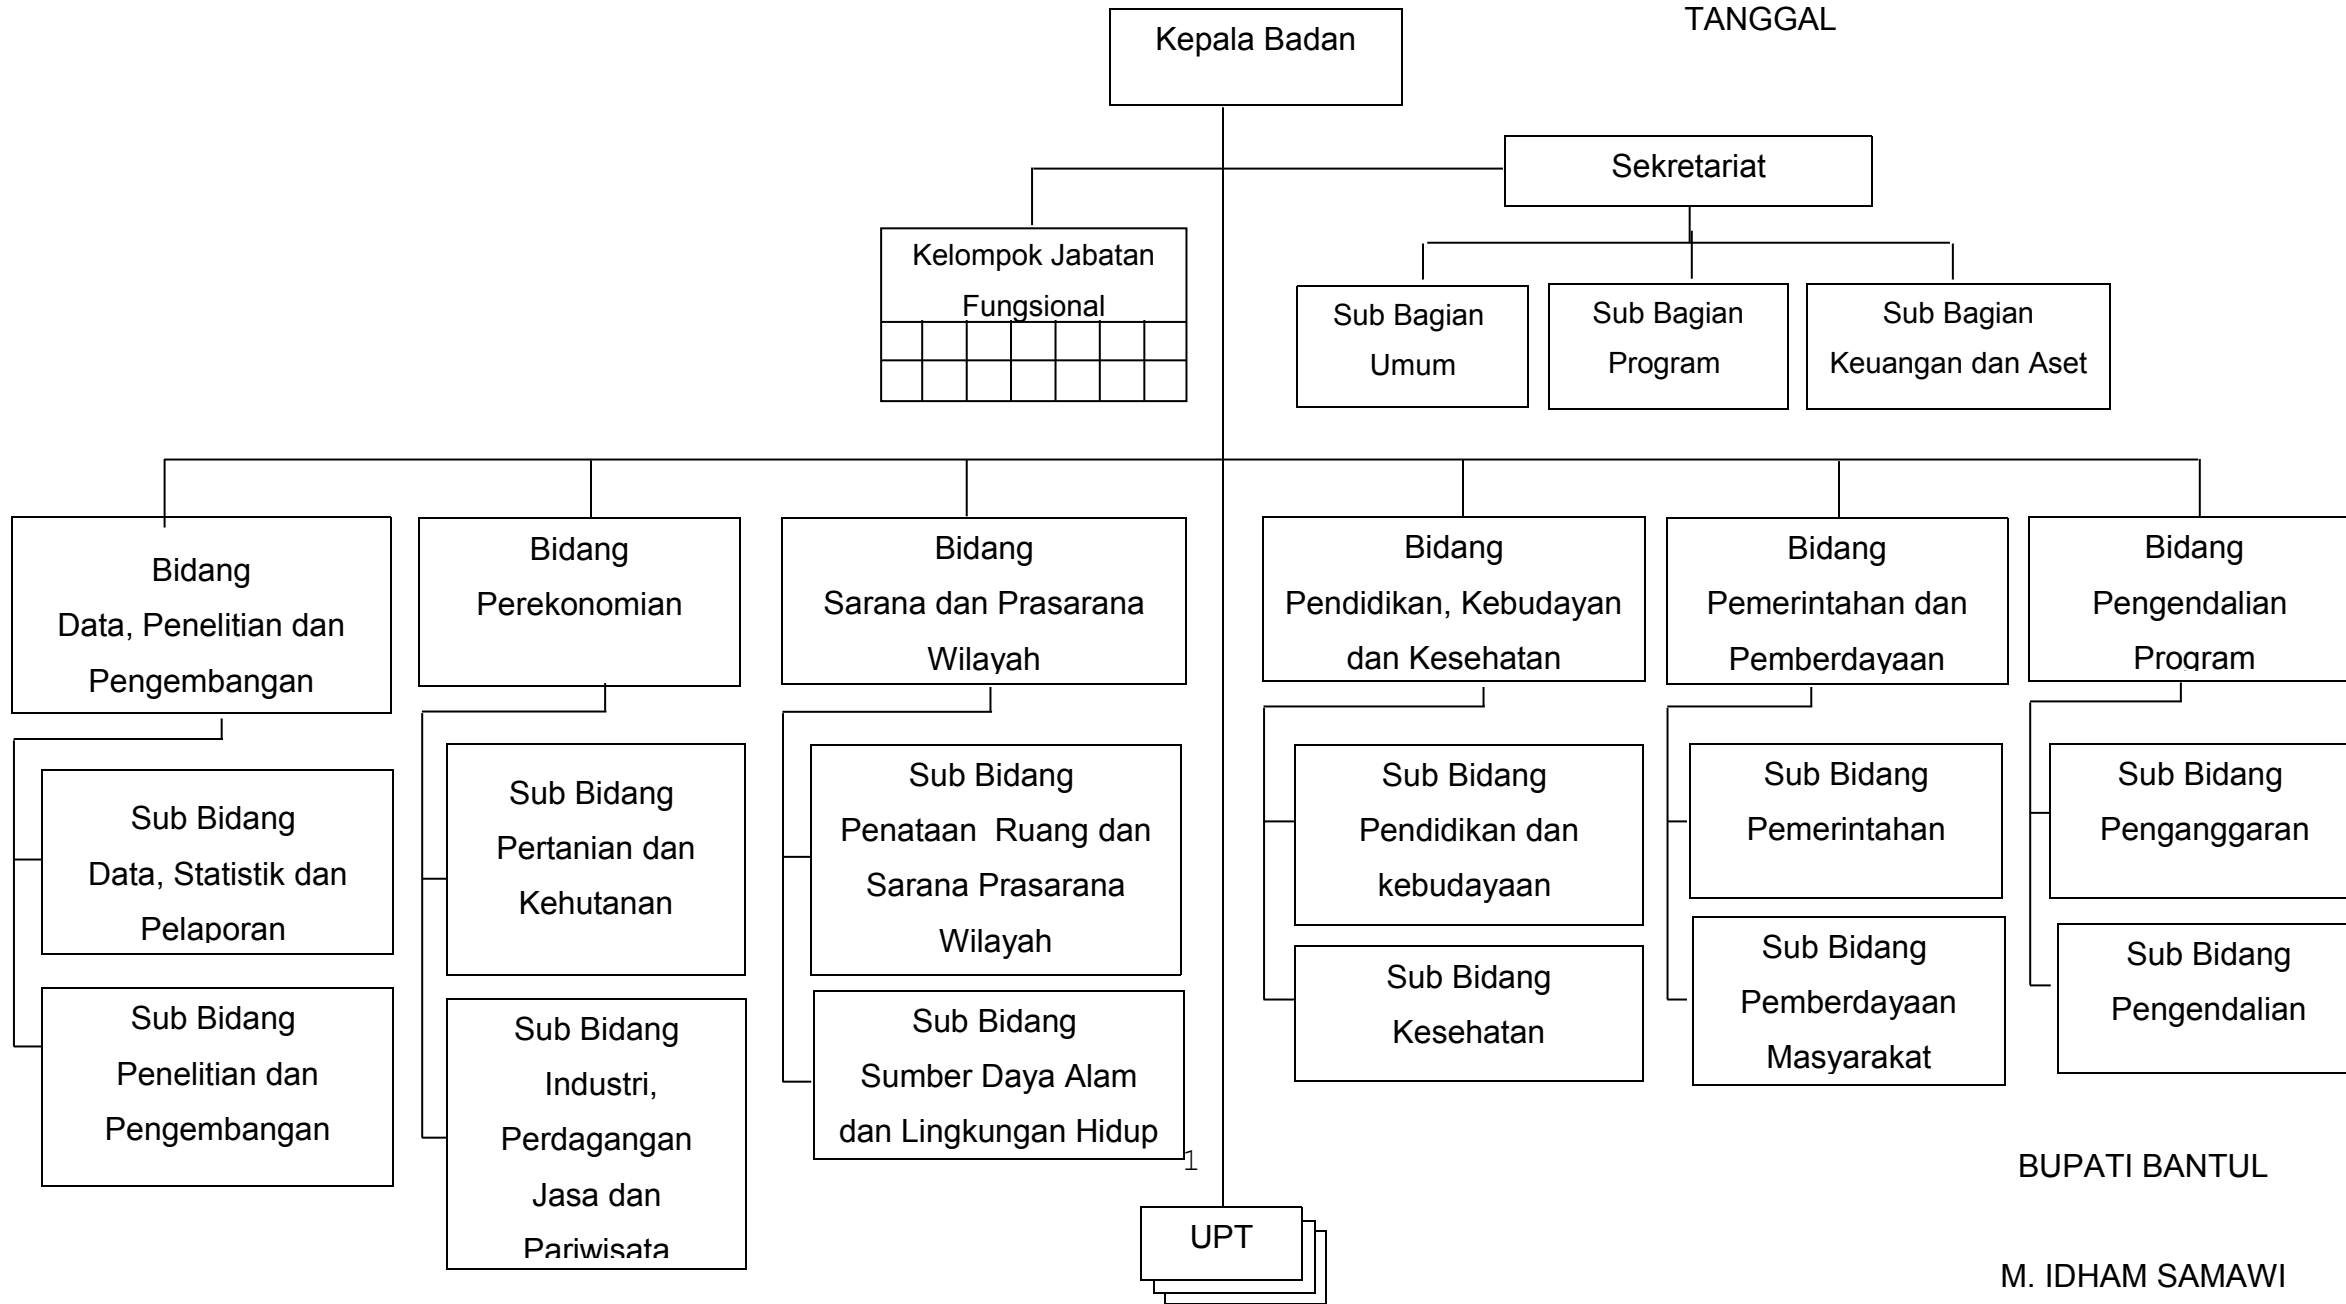 TANGGAL
Kepala Badan
Sekretariat
Kelompok Jabatan
Fungsional
Sub Bagian
Umum
Sub Bagian
Program
Sub Bagian
Keuangan dan Aset
Bidang
Data, Penelitian dan
Pengembangan
Bidang
Perekonomian
Bidang
Sarana dan Prasarana
Wilayah
Bidang
Pendidikan, Kebudayan
dan Kesehatan
Bidang
Pemerintahan dan
Pemberdayaan
Bidang
Pengendalian
Program
Sub Bidang
Data, Statistik dan
Pelaporan
Sub Bidang
Penelitian dan
Pengembangan
Sub Bidang
Pertanian dan
Kehutanan
Sub Bidang
Industri,
Perdagangan
Jasa dan
Pariwisata
Sub Bidang
Penataan  Ruang dan
Sarana Prasarana
Wilayah
Sub Bidang
Sumber Daya Alam
dan Lingkungan Hidup
Sub Bidang
Pendidikan dan
kebudayaan
Sub Bidang
Kesehatan
Sub Bidang
Pemerintahan
Sub Bidang
Pemberdayaan
Masyarakat
Sub Bidang
Penganggaran
Sub Bidang
Pengendalian
1
UPT
BUPATI BANTUL
M. IDHAM SAMAWI